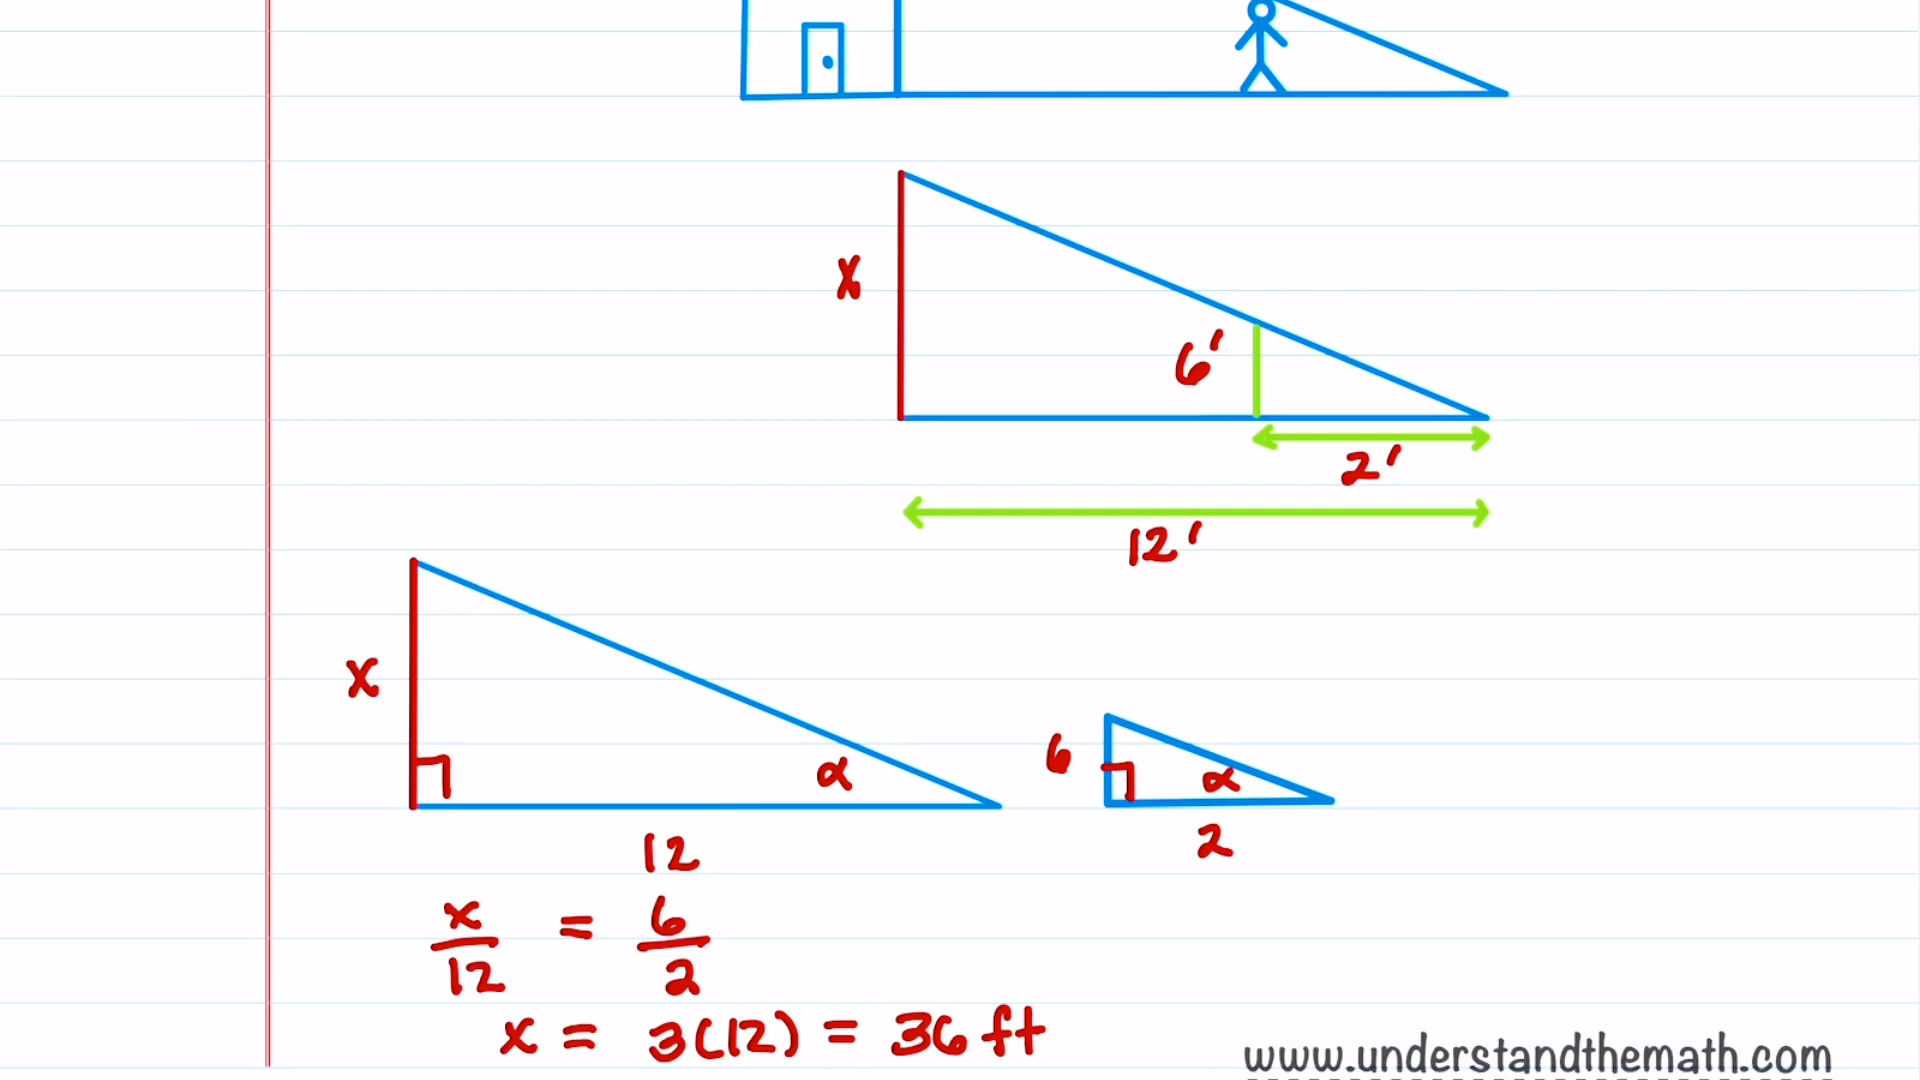 x
6'
2'
12'
x
α
12
6
α
2
x/12 = 6/2
x = 3(12) = 36 ft
www.understandthemath.com